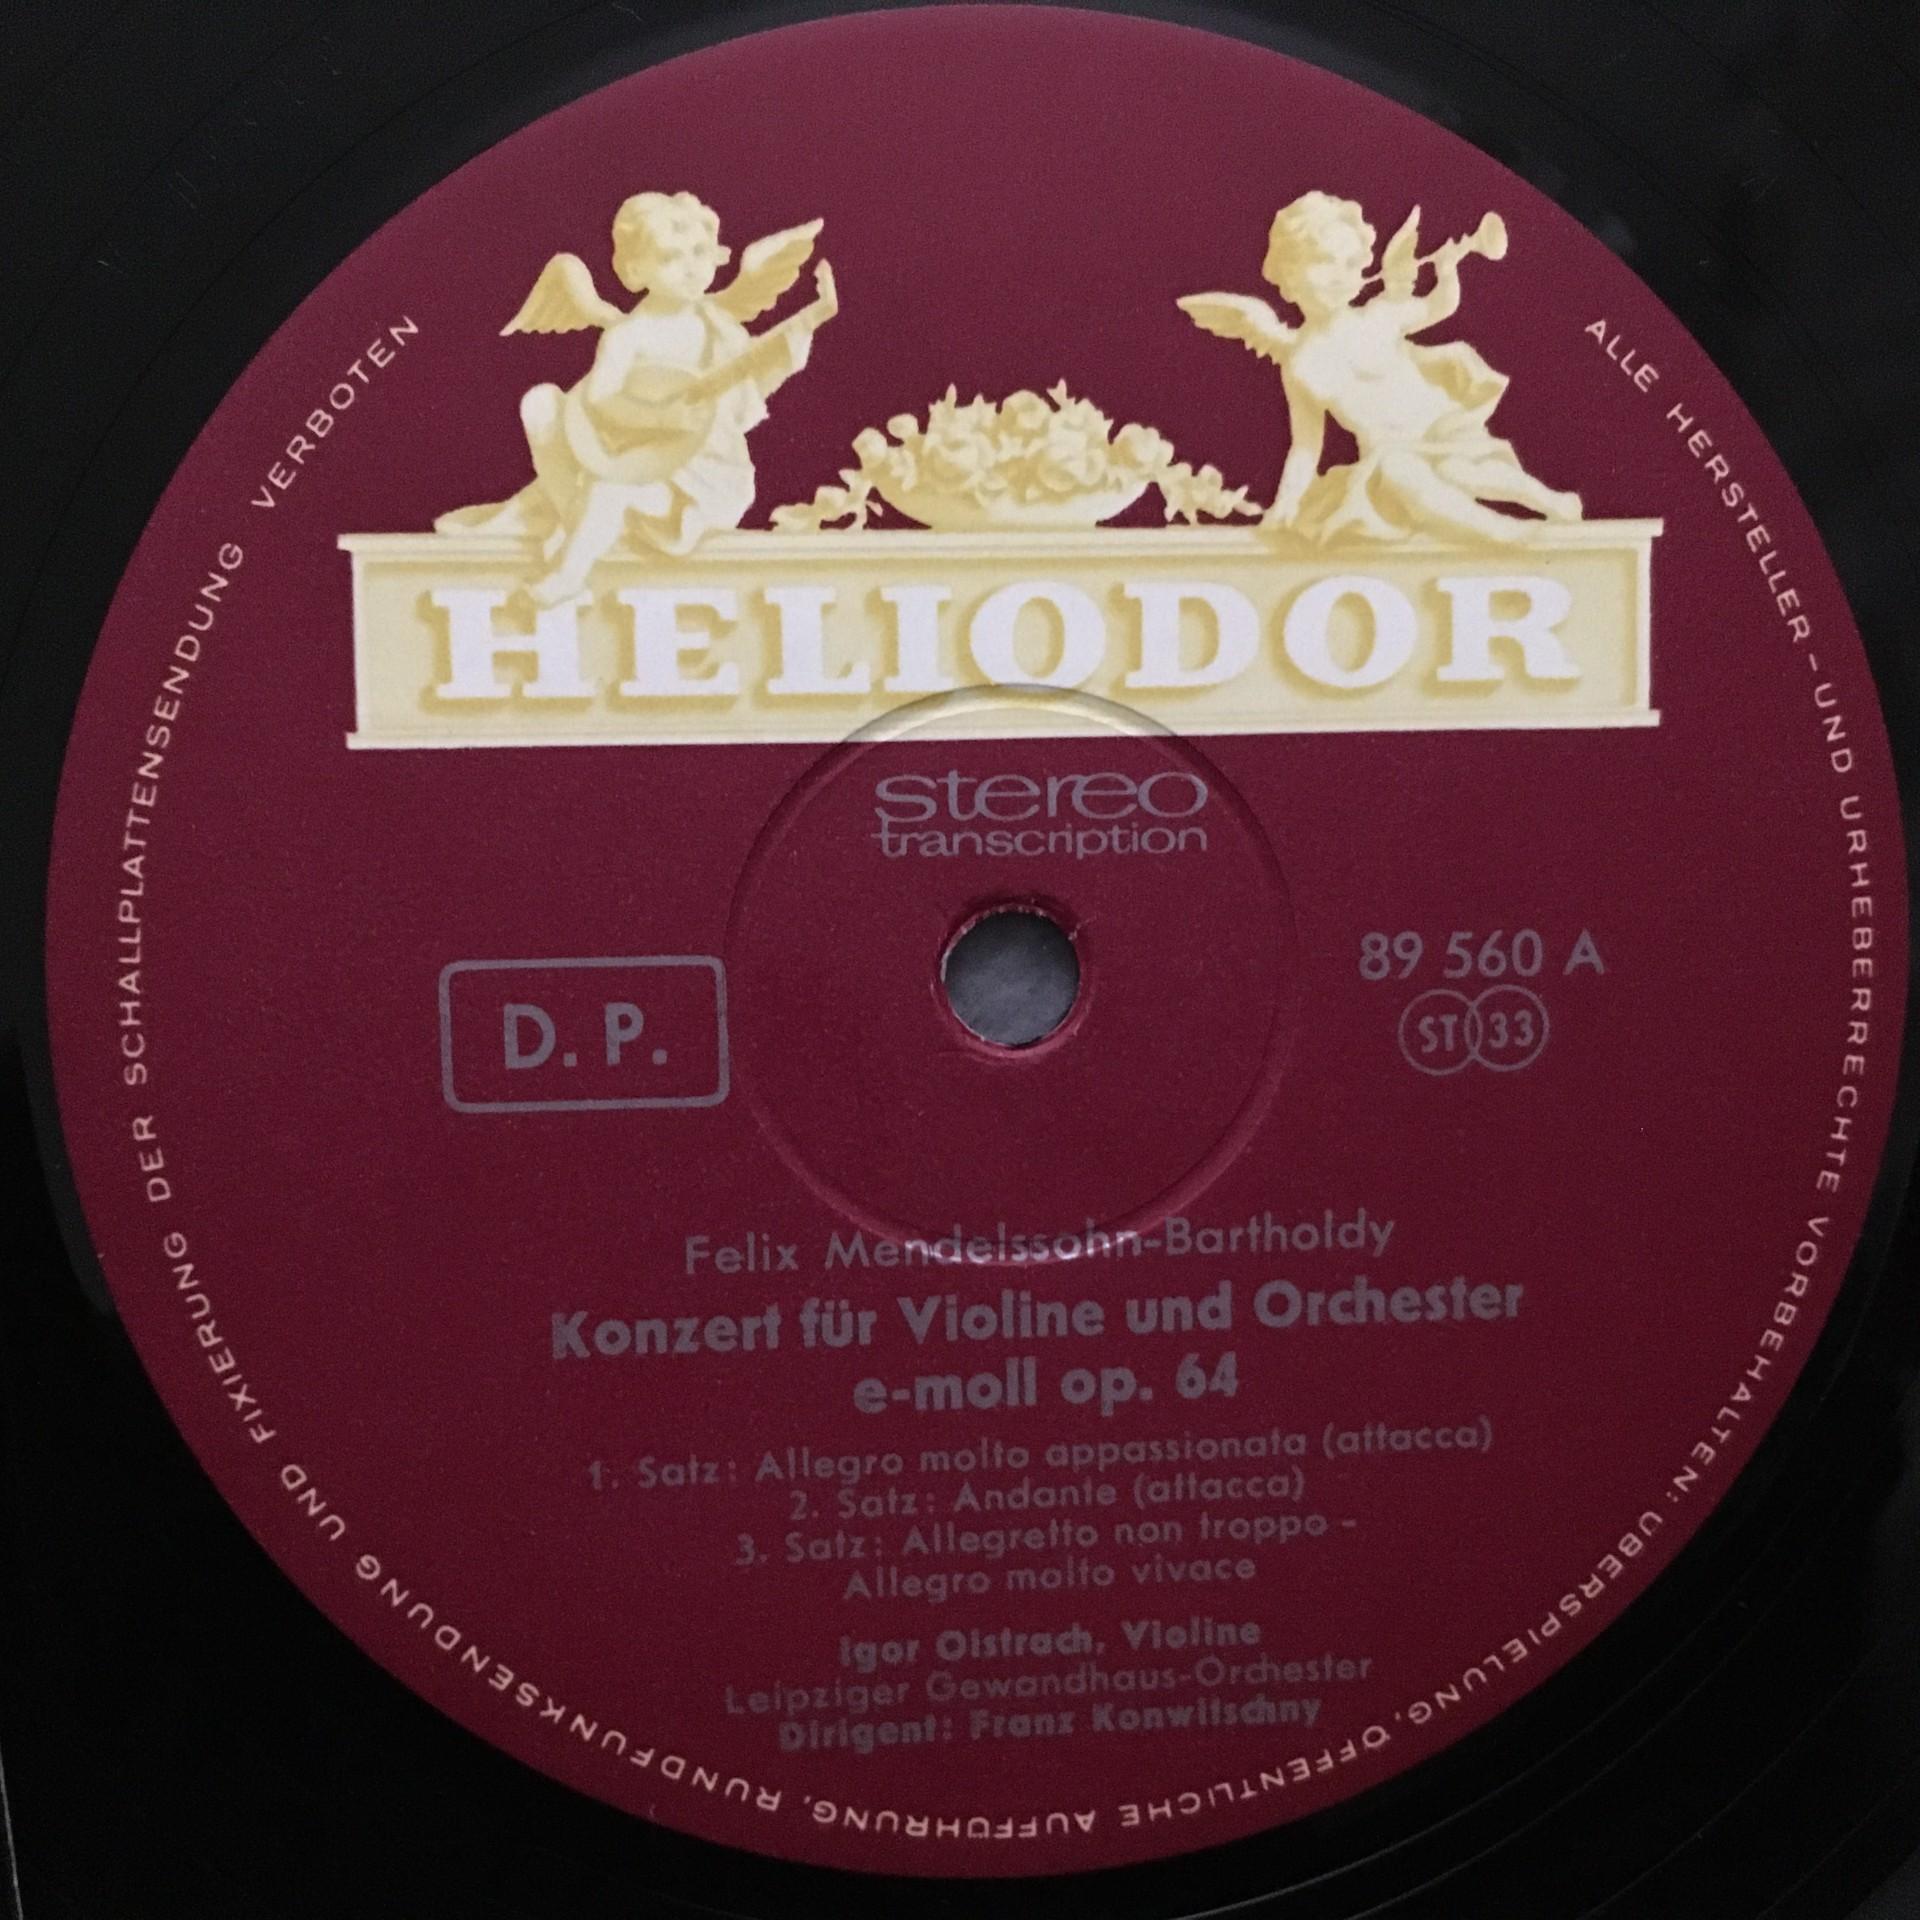 HELIODOR
stereo
transcription
D. P.
89 560 A
ST 33
Felix Mendelssohn-Bartholdy
Konzert für Violine und Orchester
e-moll op. 64
1. Satz: Allegro molto appassionata (attacca)
2. Satz: Andante (attacca)
3. Satz: Allegretto non troppo -
Allegro molto vivace
Igor Oistrach, Violine
Leipziger Gewandhaus-Orchester
Dirigent: Franz Konwitschny
ALLE HERSTELLER-UND URHEBERRECHTE VORBEHALTEN: ÜBERSPIELUNG, ÖFFENTLICHE AUFFÜHRUNG, RUNDFUNKSENDUNG UND FIXIERUNG DER SCHALLPLATTENSENDUNG VERBOTEN